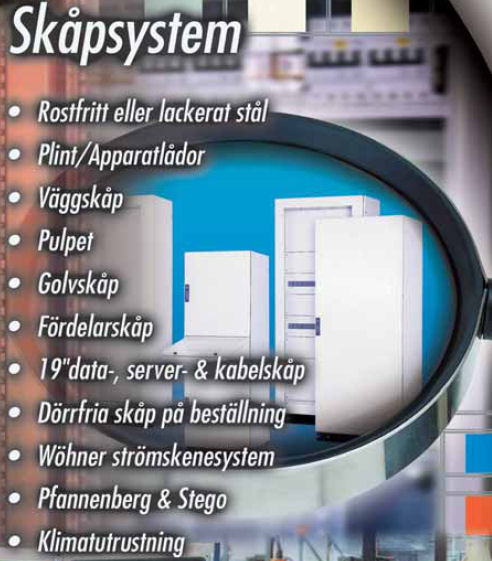 Skåpsystem
• Rostfritt eller lackerat stål
• Plint/Apparatlådor
• Väggskåp
• Pulpet
• Golvskåp
• Fördelarskåp
• 19"data-, server- & kabelskåp
• Dörrfria skåp på beställning
• Wöhner strömskenesystem
• Pfannenberg & Stego
• Klimatutrustning